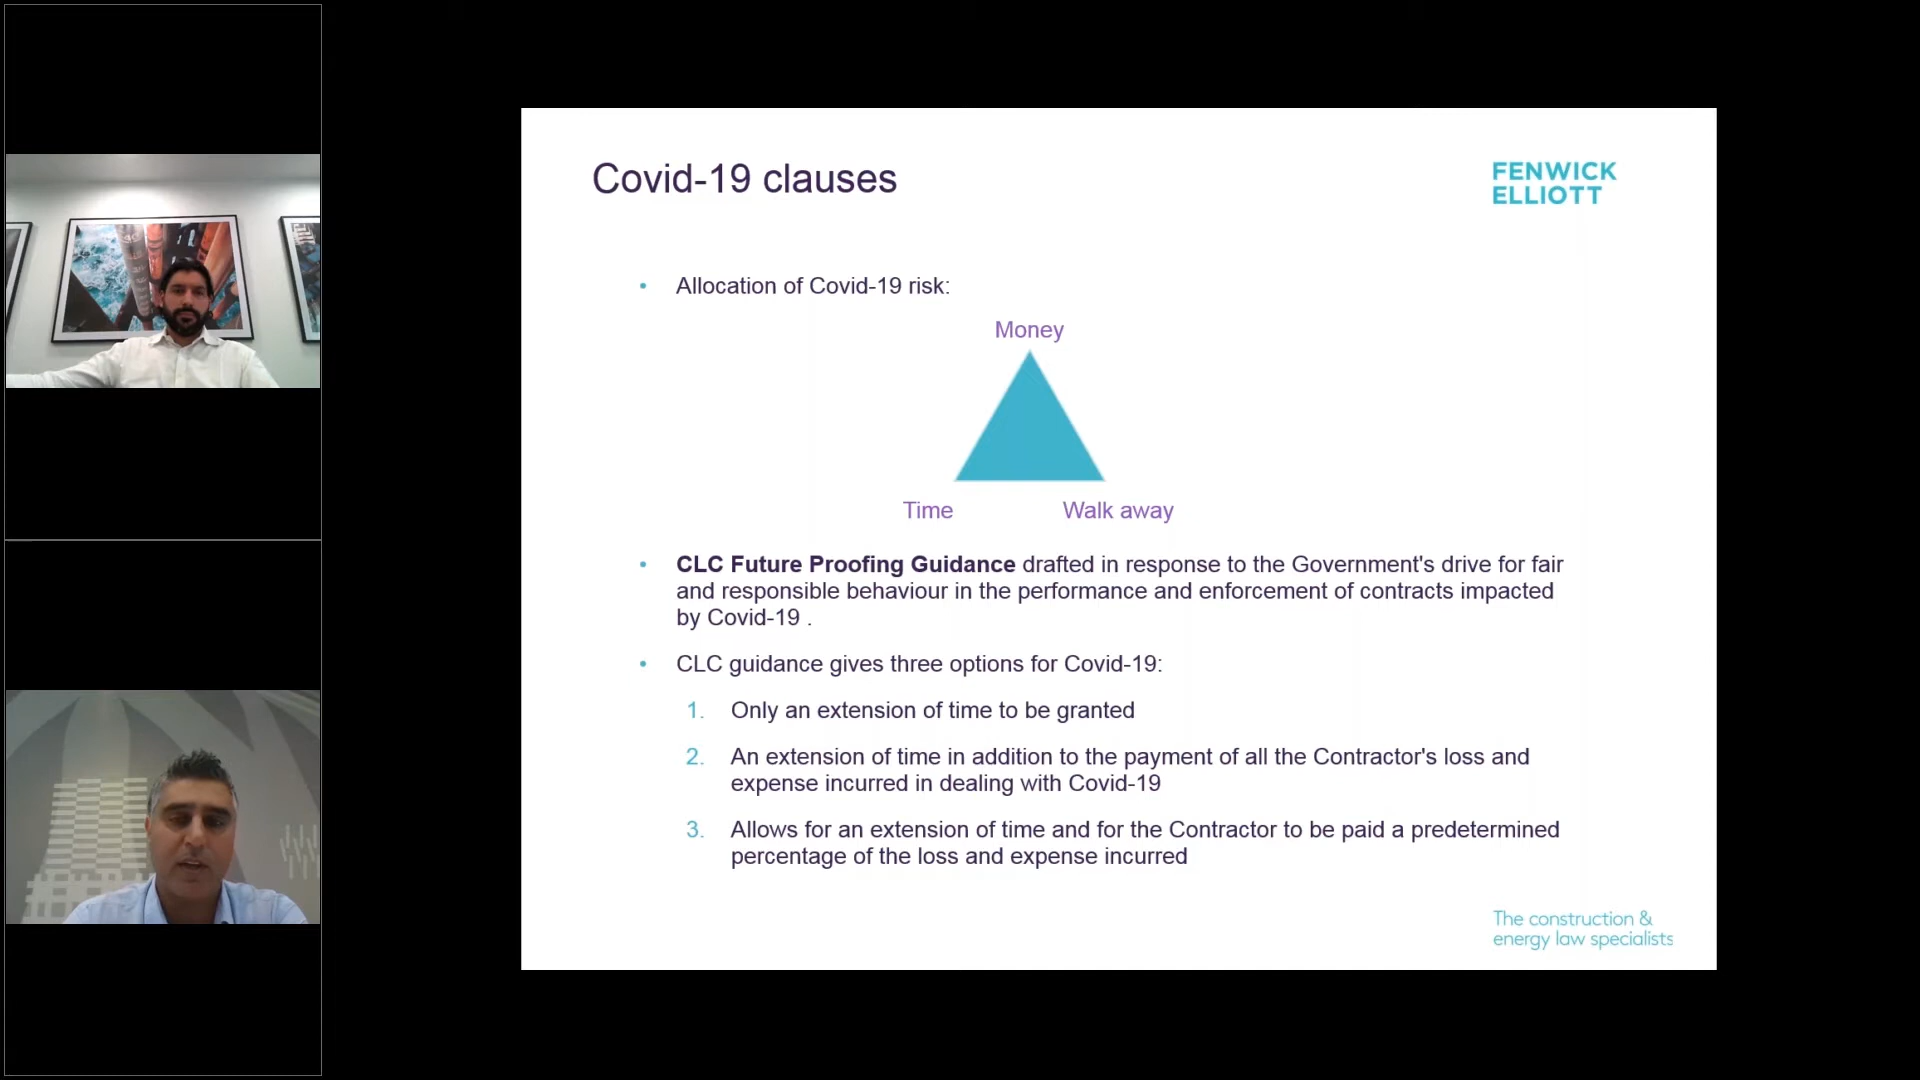 Covid-19 clauses
FENWICK
ELLIOTT
• Allocation of Covid-19 risk:
Money
Time
Walk away
• CLC Future Proofing Guidance drafted in response to the Government's drive for fair
and responsible behaviour in the performance and enforcement of contracts impacted
by Covid-19 .
• CLC guidance gives three options for Covid-19:
1. Only an extension of time to be granted
2. An extension of time in addition to the payment of all the Contractor's loss and
expense incurred in dealing with Covid-19
3. Allows for an extension of time and for the Contractor to be paid a predetermined
percentage of the loss and expense incurred
The construction &
energy law specialists